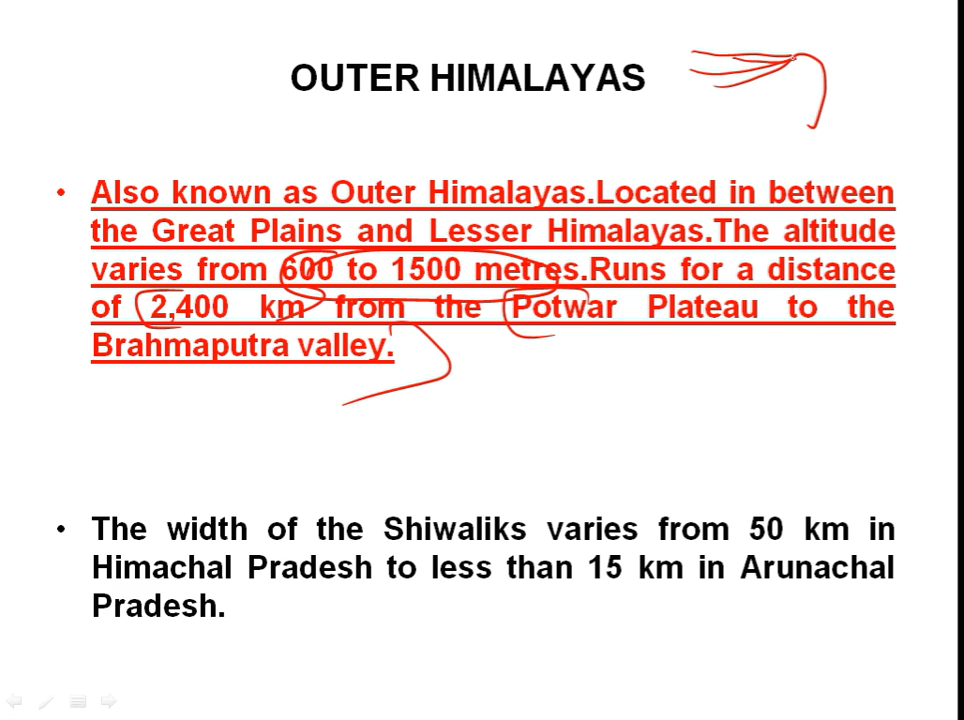 OUTER HIMALAYAS
• Also known as Outer Himalayas.Located in between
the Great Plains and Lesser Himalayas.The altitude
varies from 600 to 1500 metres.Runs for a distance
of 2,400 km from the Potwar Plateau to the
Brahmaputra valley.
• The width of the Shiwaliks varies from 50 km in
Himachal Pradesh to less than 15 km in Arunachal
Pradesh.